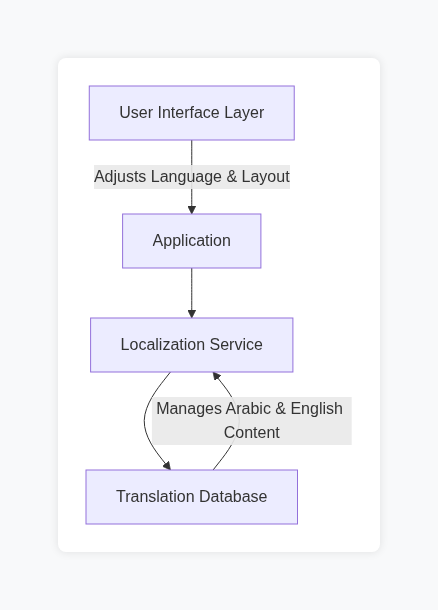 User Interface Layer
Adjusts Language & Layout
Application
Localization Service
Manages Arabic & English
Content
Translation Database